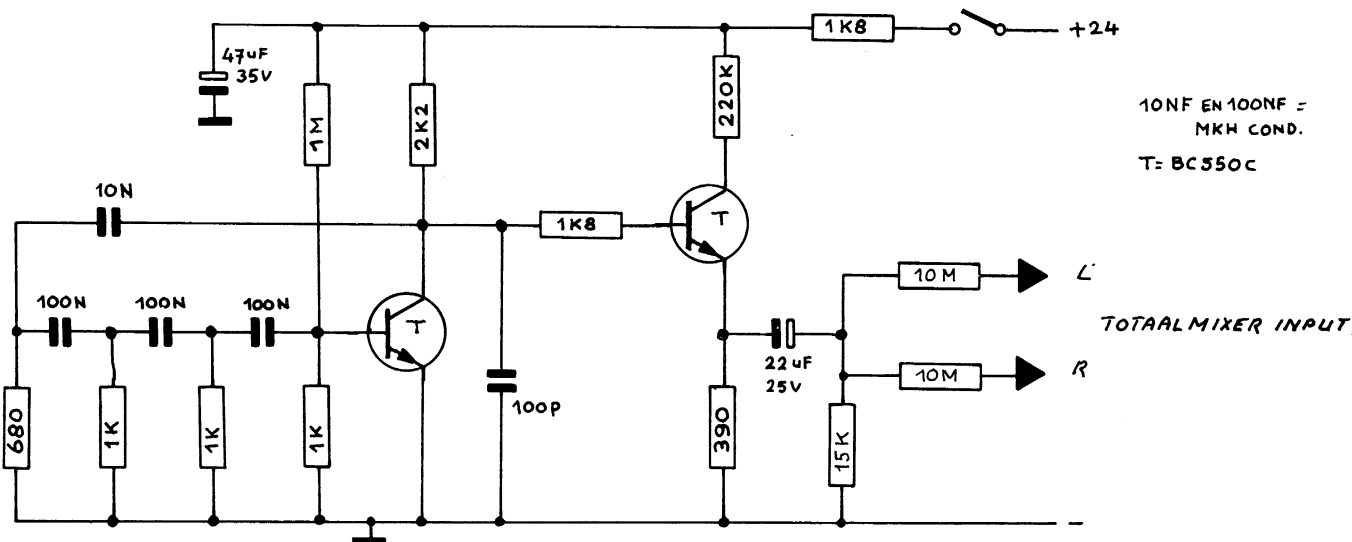 1K8
+24
47uF
35V
1M
2K2
220K
10NF EN 100NF =
MKH COND.
T= BC550C
10N
1K8
T
100N
100N
100N
T
10M
L
TOTAALMIXER INPUT
22uF
25V
10M
R
100P
680
1K
1K
1K
390
15K
-